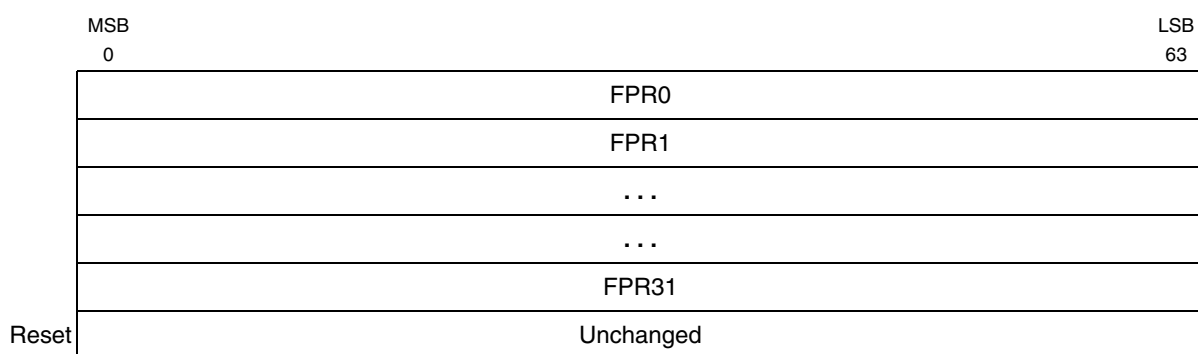 MSB LSB
0 63
FPR0
FPR1
. . .
. . .
FPR31
Reset Unchanged